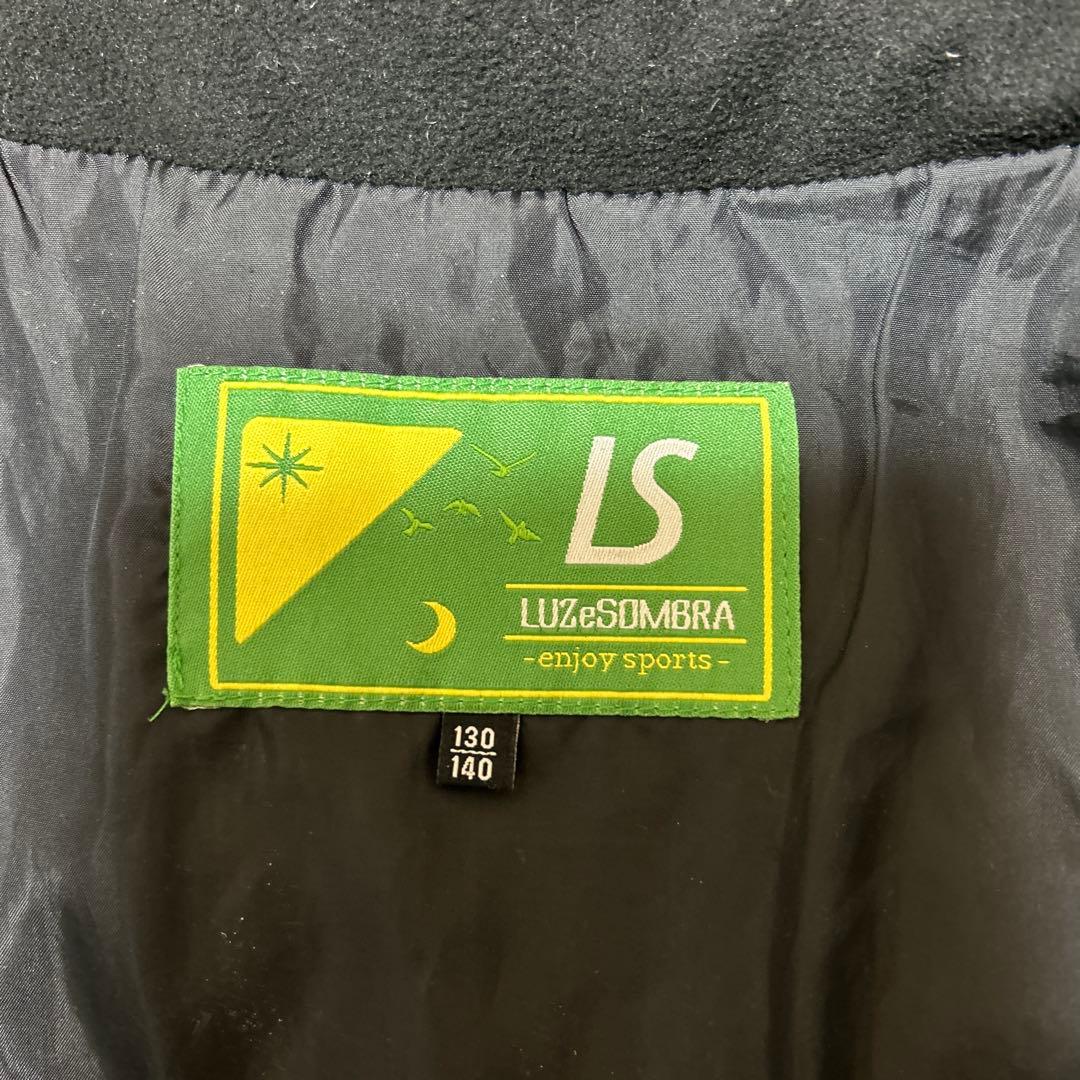 LS
LUZeSOMBRA
-enjoy sports-
130
140